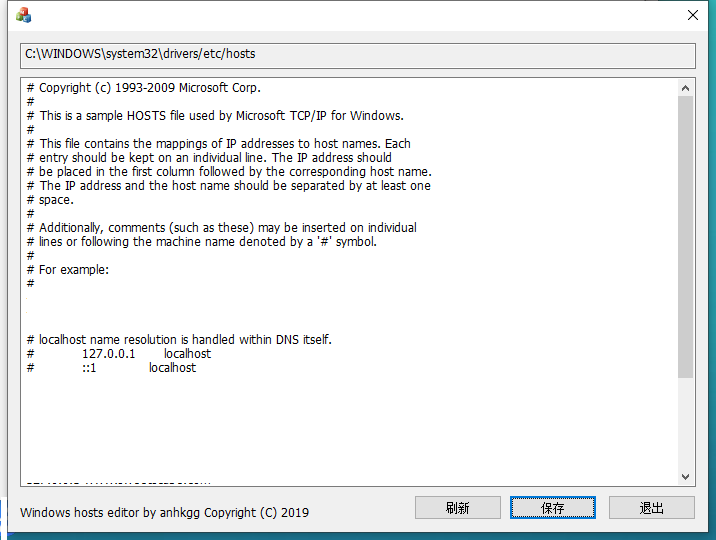 C:\WINDOWS\system32\drivers/etc/hosts
# Copyright (c) 1993-2009 Microsoft Corp.
#
# This is a sample HOSTS file used by Microsoft TCP/IP for Windows.
#
# This file contains the mappings of IP addresses to host names. Each
# entry should be kept on an individual line. The IP address should
# be placed in the first column followed by the corresponding host name.
# The IP address and the host name should be separated by at least one
# space.
#
# Additionally, comments (such as these) may be inserted on individual
# lines or following the machine name denoted by a '#' symbol.
#
# For example:
#
# localhost name resolution is handled within DNS itself.
# 127.0.0.1 localhost
# ::1 localhost
Windows hosts editor by anhkgg Copyright (C) 2019
刷新 保存 退出